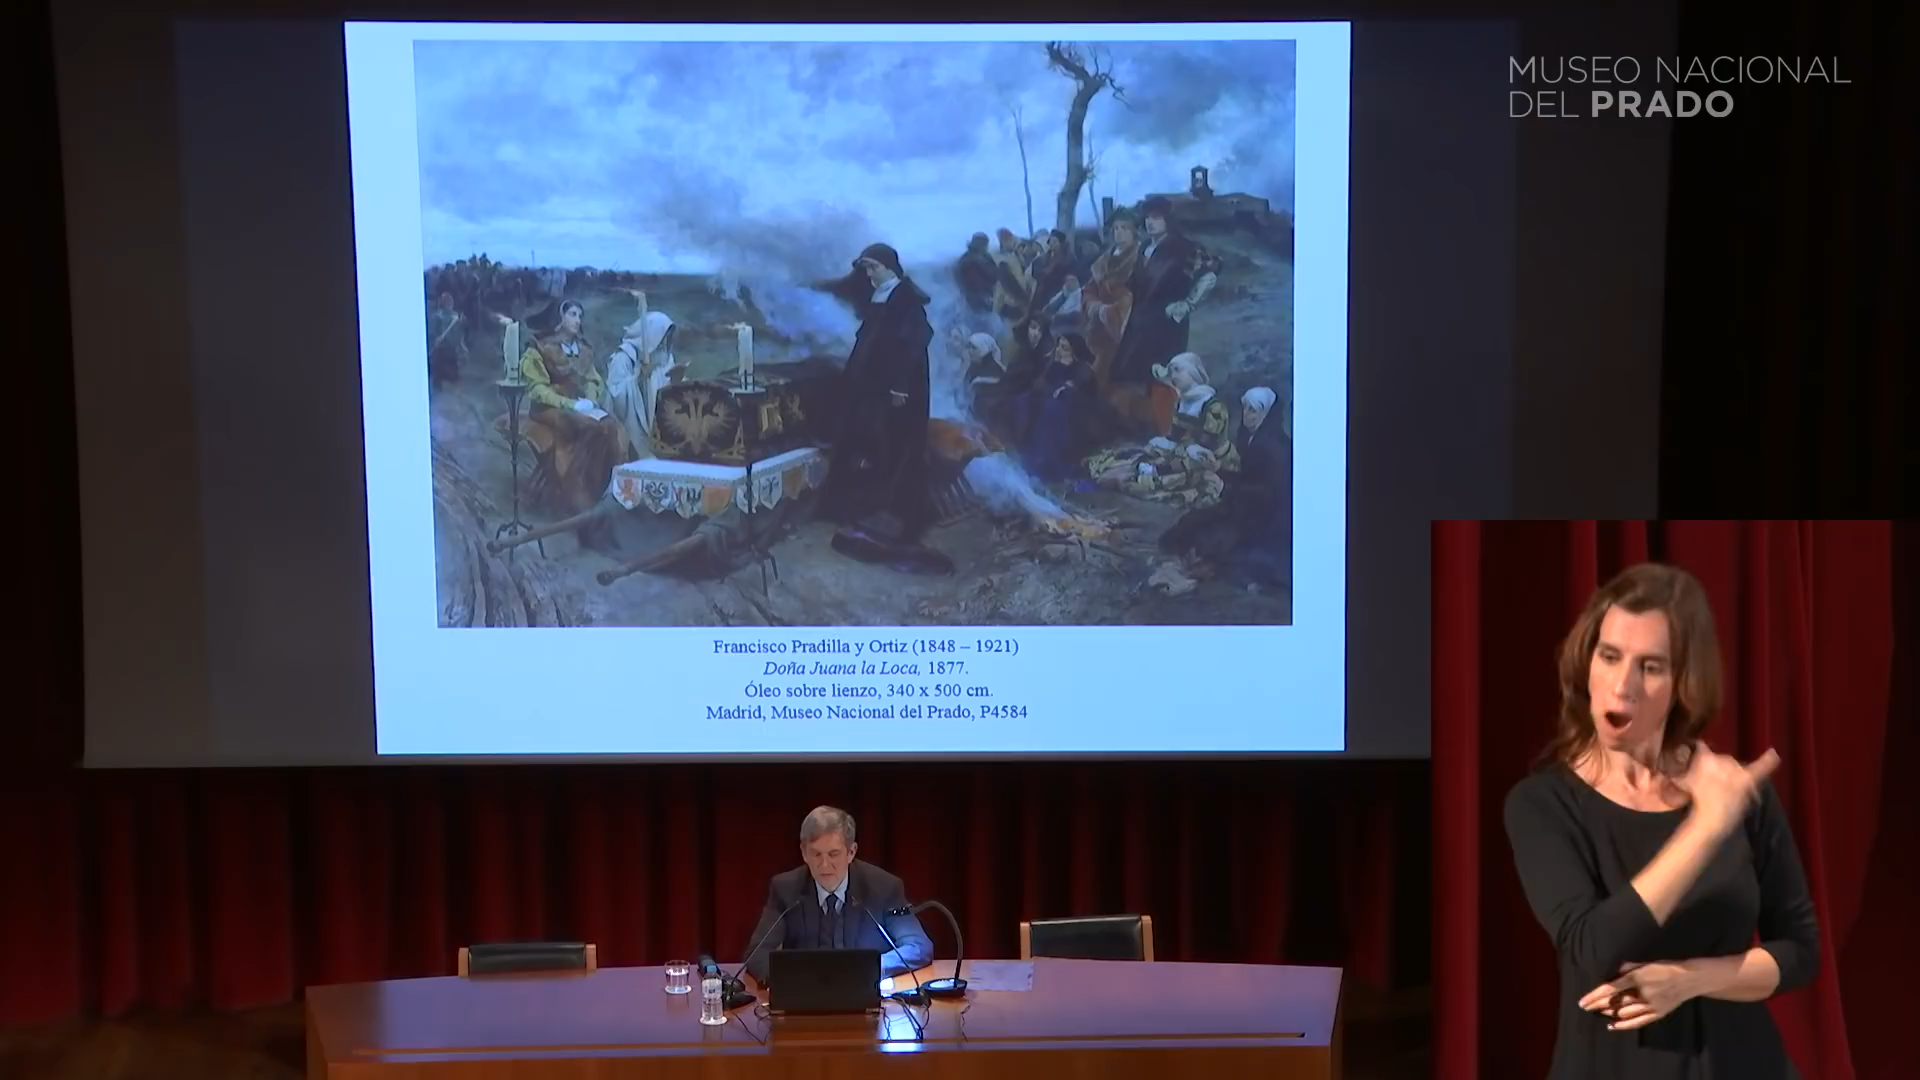 MUSEO NACIONAL
DEL PRADO
Francisco Pradilla y Ortiz (1848 – 1921)
Doña Juana la Loca, 1877.
Óleo sobre lienzo, 340 x 500 cm.
Madrid, Museo Nacional del Prado, P4584